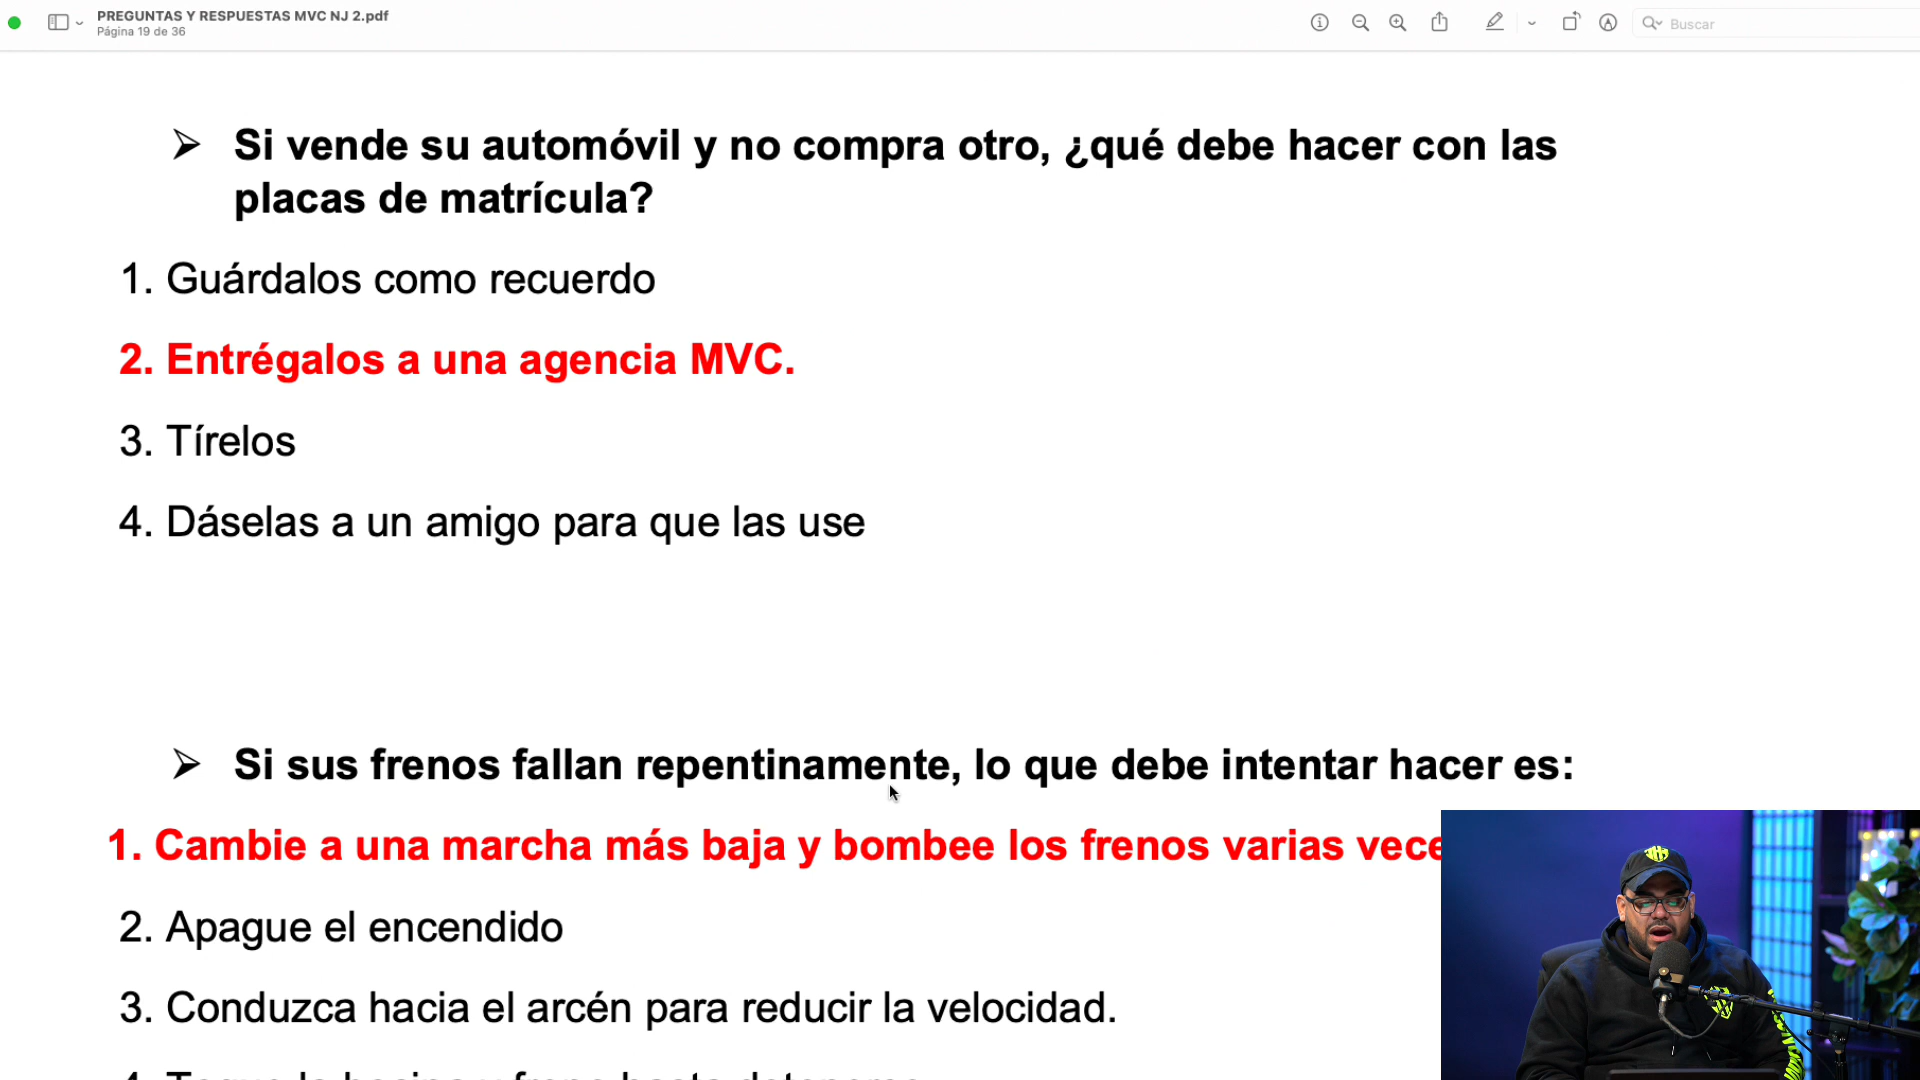 PREGUNTAS Y RESPUESTAS MVC NJ 2.pdf
Página 19 de 36
Buscar
➢ Si vende su automóvil y no compra otro, ¿qué debe hacer con las
placas de matrícula?
1. Guárdalos como recuerdo
2. Entrégalos a una agencia MVC.
3. Tírelos
4. Dáselas a un amigo para que las use
➢ Si sus frenos fallan repentinamente, lo que debe intentar hacer es:
1. Cambie a una marcha más baja y bombee los frenos varias vece
2. Apague el encendido
3. Conduzca hacia el arcén para reducir la velocidad.